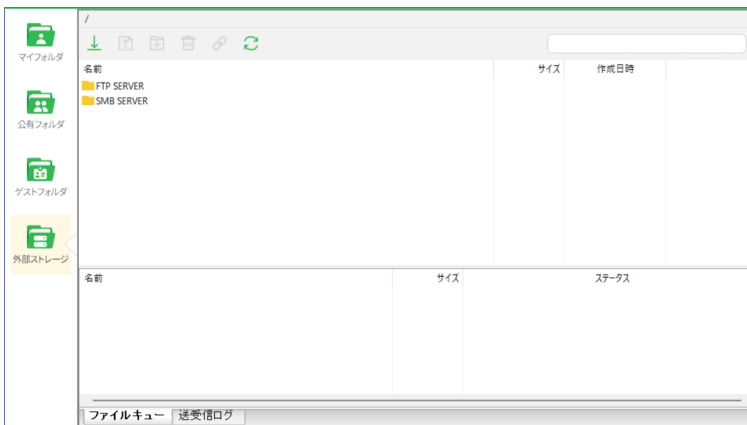 /
マイフォルダ
公有フォルダ
ゲストフォルダ
外部ストレージ
名前 サイズ 作成日時
FTP SERVER
SMB SERVER
名前 サイズ ステータス
ファイルキュー 送受信ログ